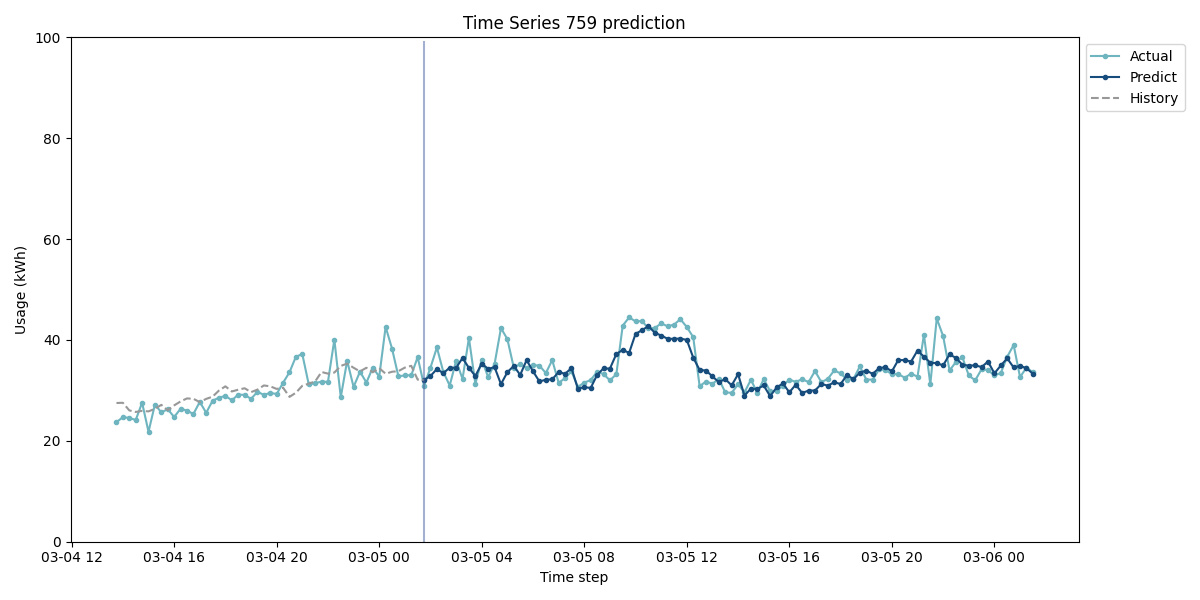 Time Series 759 prediction
Usage (kWh)
100
80
60
40
20
0
03-04 12
03-04 16
03-04 20
03-05 00
03-05 04
03-05 08
03-05 12
03-05 16
03-05 20
03-06 00
Time step
Actual
Predict
History